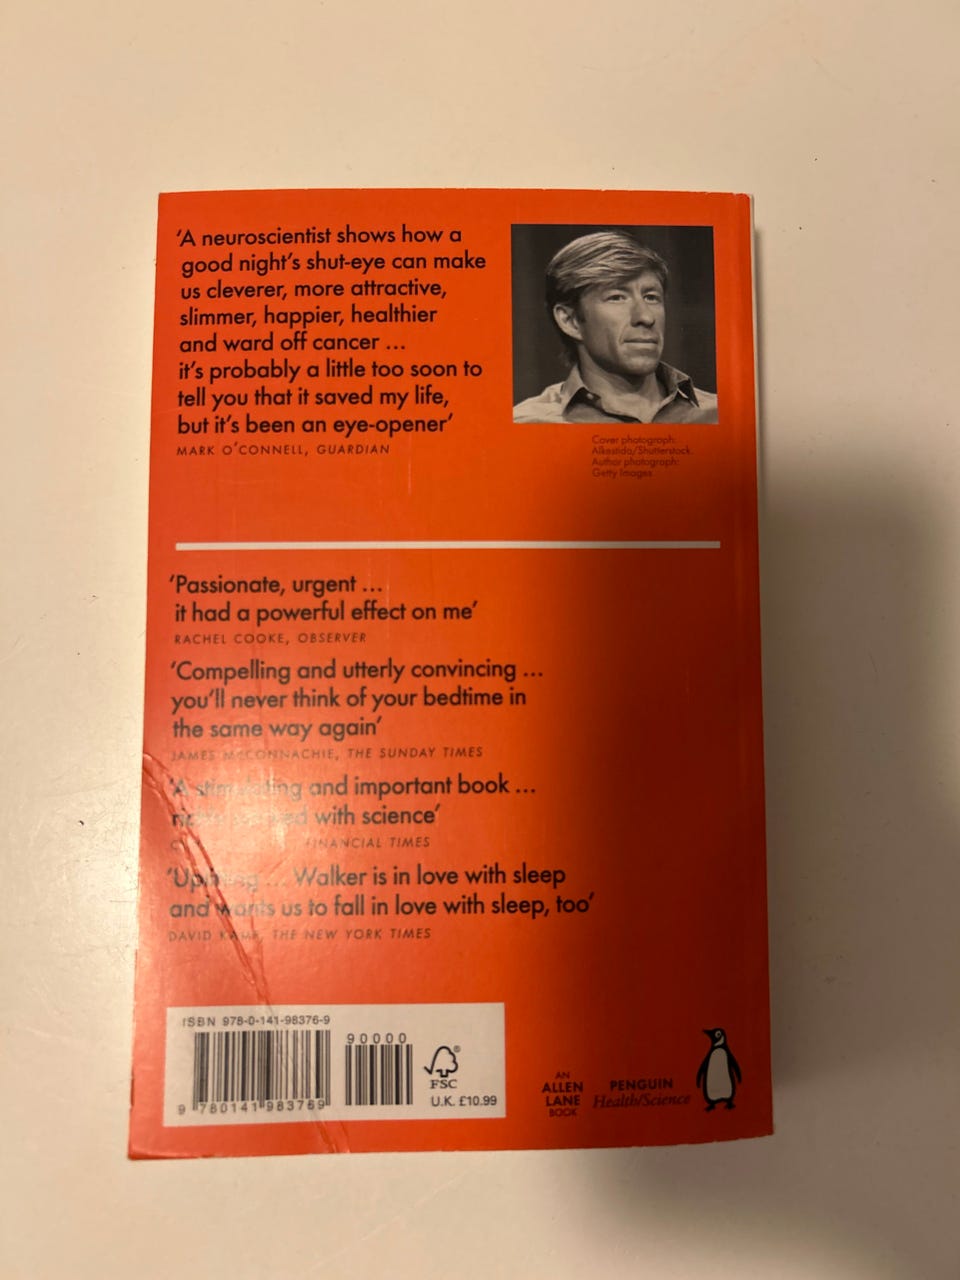 ‘A neuroscientist shows how a
good night’s shut-eye can make
us cleverer, more attractive,
slimmer, happier, healthier
and ward off cancer ...
it’s probably a little too soon to
tell you that it saved my life,
but it’s been an eye-opener’
MARK O’CONNELL, GUARDIAN
Cover photograph:
Alkestida/Shutterstock.
Author photograph:
Getty Images
‘Passionate, urgent ...
it had a powerful effect on me’
RACHEL COOKE, OBSERVER
‘Compelling and utterly convincing ...
you’ll never think of your bedtime in
the same way again’
JAMES McCONNACHIE, THE SUNDAY TIMES
‘A stimulating and important book ...
with science’
FINANCIAL TIMES
... Walker is in love with sleep
and wants us to fall in love with sleep, too’
DAVID KAMP, THE NEW YORK TIMES
ISBN 978-0-141-98376-9
90000
9 780141 983769
FSC®
U.K. £10.99
AN
ALLEN
LANE
BOOK
PENGUIN
Health/Science